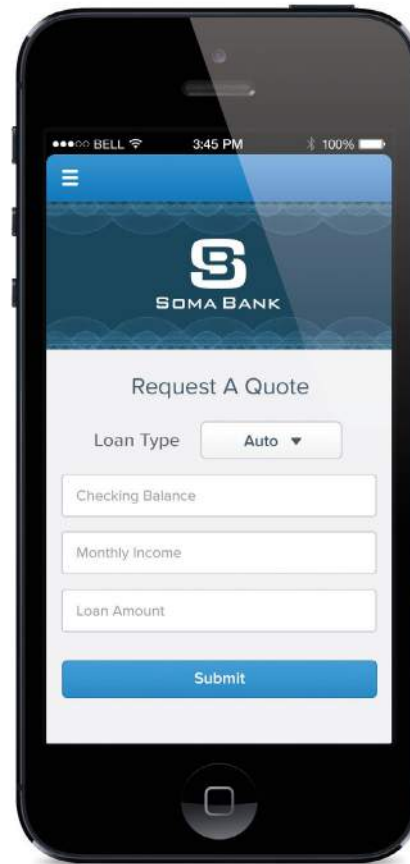 BELL 3:45 PM 100%
SB
SOMA BANK
Request A Quote
Loan Type Auto
Checking Balance
Monthly Income
Loan Amount
Submit